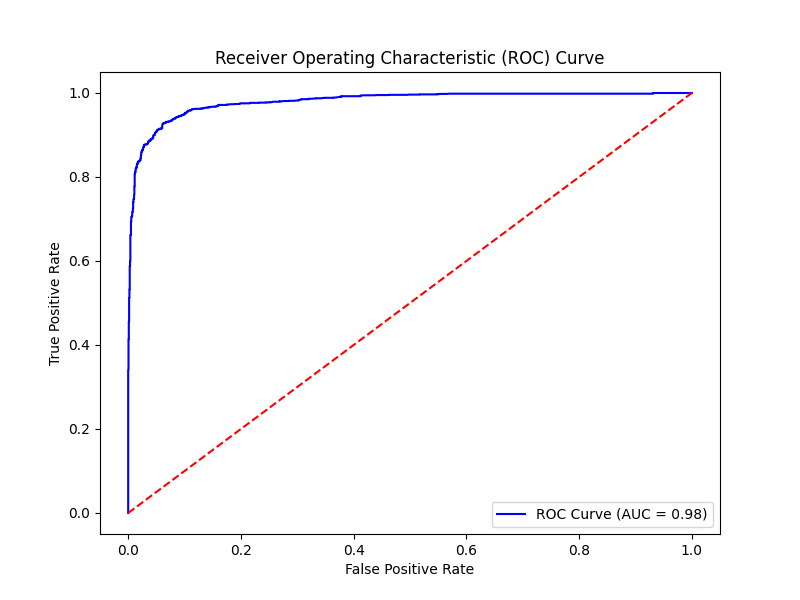 Receiver Operating Characteristic (ROC) Curve
1.0
0.8
0.6
0.4
0.2
0.0
True Positive Rate
ROC Curve (AUC = 0.98)
0.0 0.2 0.4 0.6 0.8 1.0
False Positive Rate